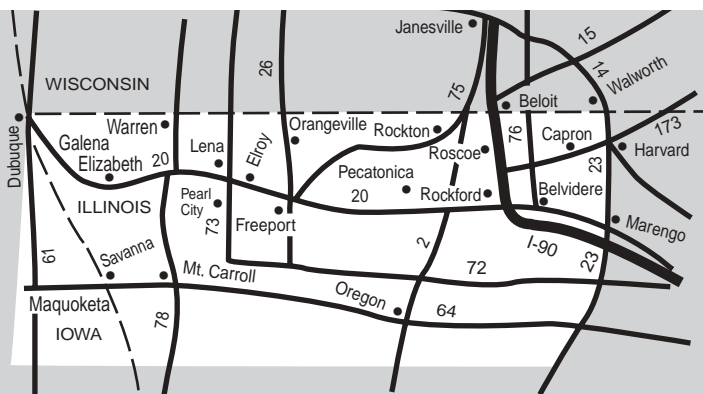 Janesville
15
26
14
WISCONSIN
75
Walworth
Beloit
Dubuque
Warren
Orangeville
Rockton
76
Capron
173
Galena
Lena
Elroy
Roscoe
23
Harvard
Elizabeth
20
Pecatonica
ILLINOIS
Pearl
City
20
Rockford
Belvidere
73
Freeport
Marengo
61
Savanna
2
I-90
Mt. Carroll
72
23
Maquoketa
Oregon
64
IOWA
78